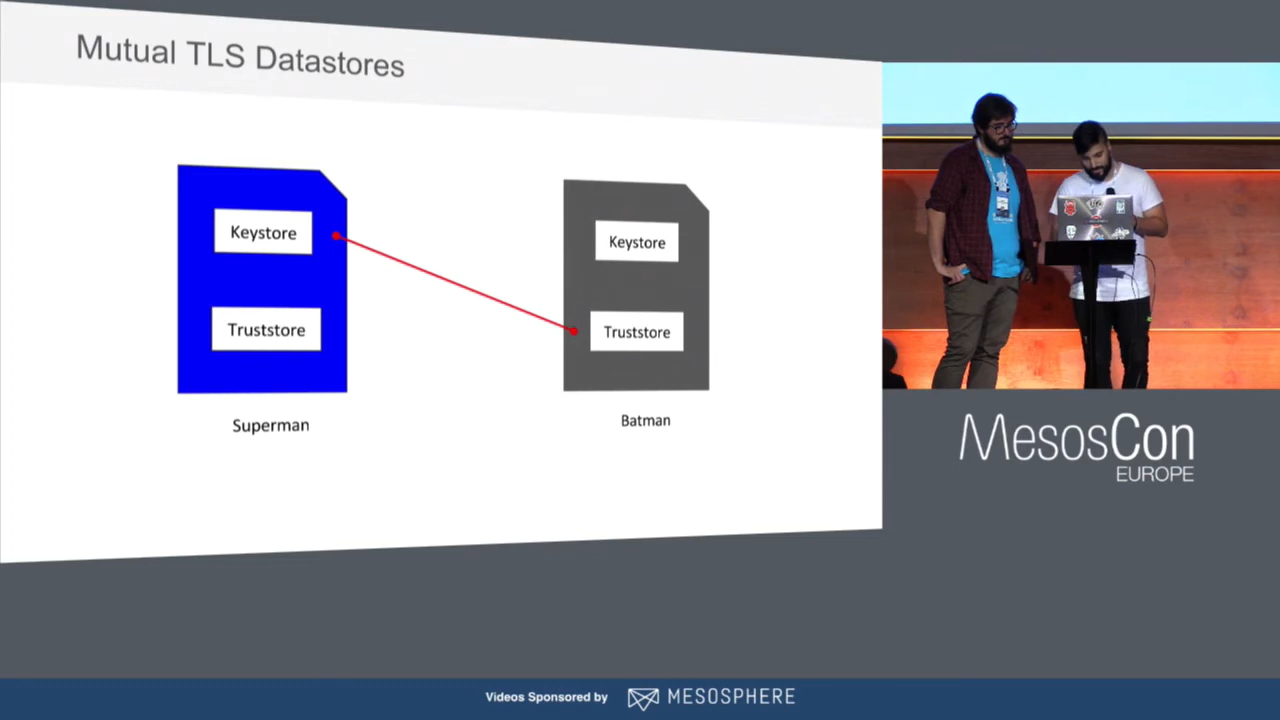 Mutual TLS Datastores
Keystore
Truststore
Superman
Keystore
Truststore
Batman
MesosCon
EUROPE
Videos Sponsored by MESOSPHERE